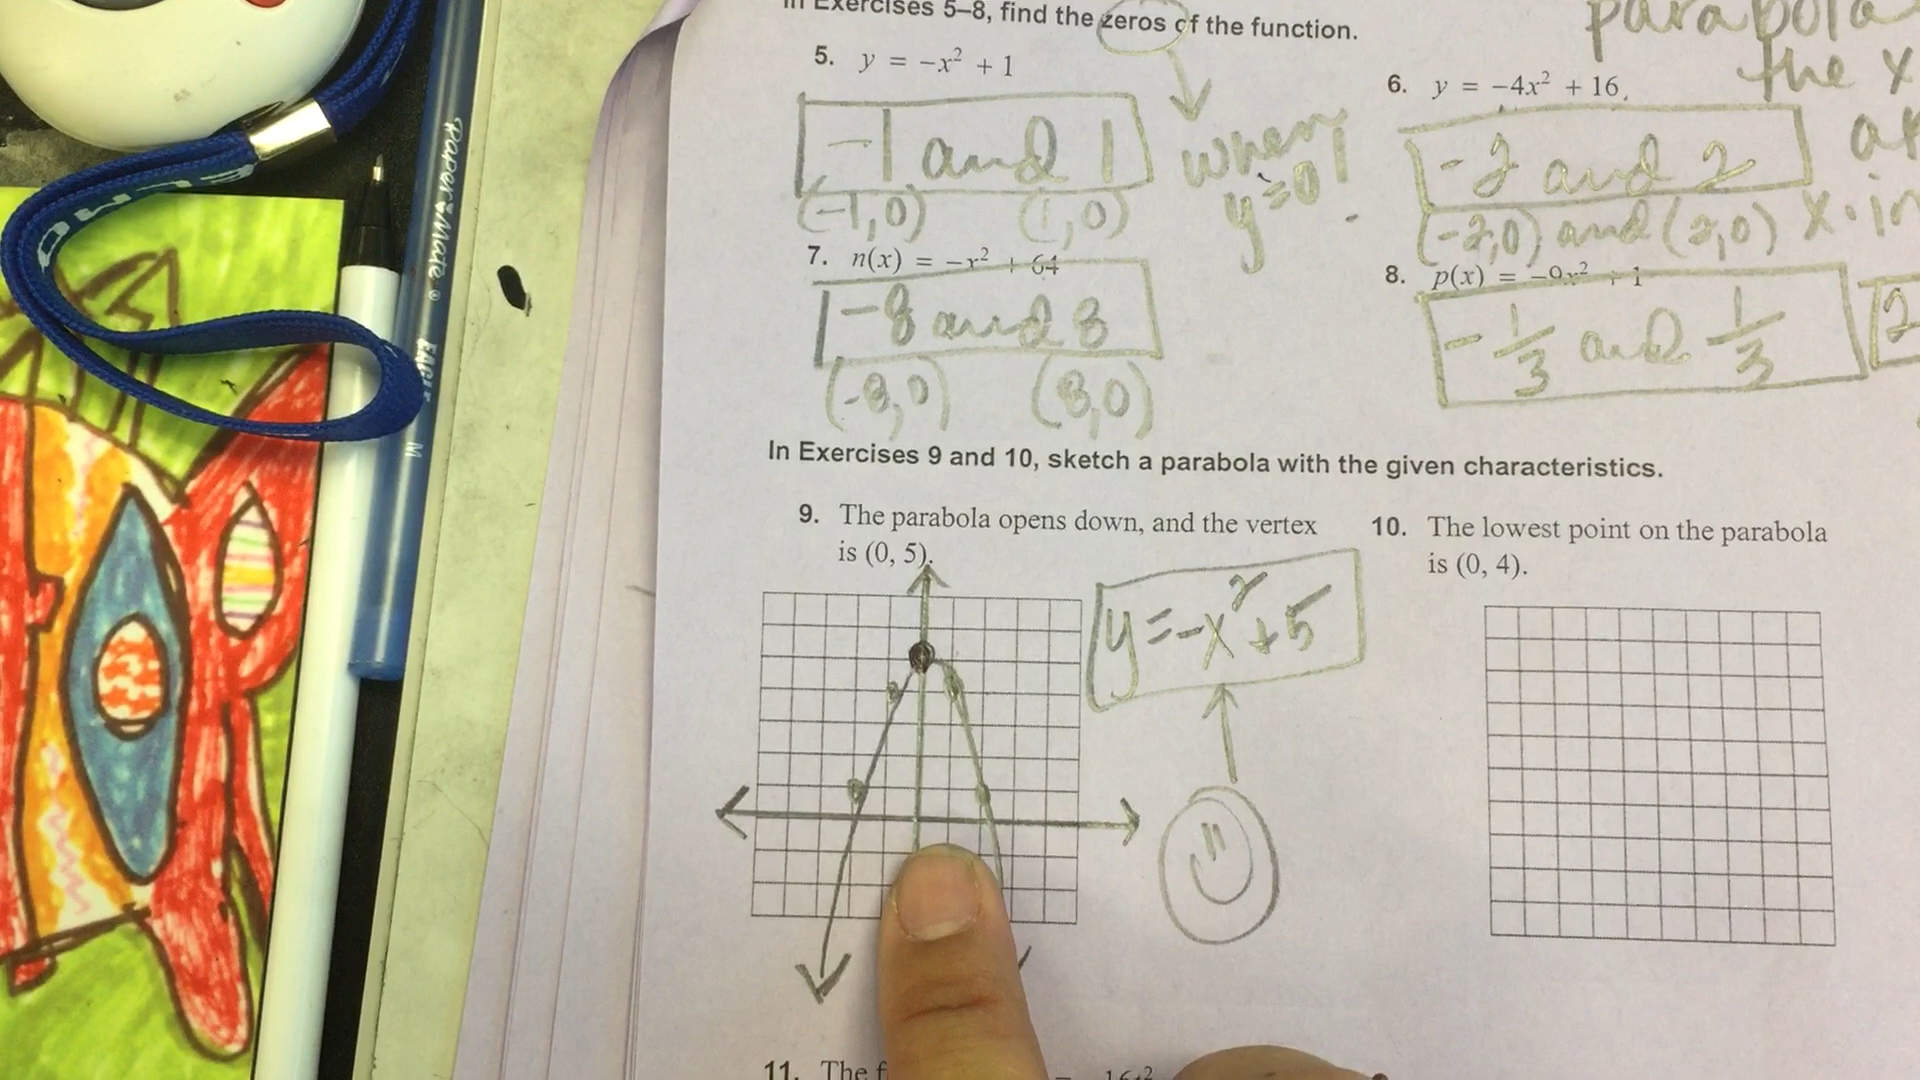 In Exercises 5–8, find the zeros of the function.
parabola
the x
5. y = −x² + 1
6. y = −4x² + 16
-1 and 1
when y=0!
-2 and 2
(-1,0) (1,0)
(-2,0) and (2,0)
7. n(x) = −x² + 64
8. p(x) = −9x² + 1
-8 and 8
-1/3 and 1/3
(-8,0) (8,0)
In Exercises 9 and 10, sketch a parabola with the given characteristics.
9. The parabola opens down, and the vertex
is (0, 5).
10. The lowest point on the parabola
is (0, 4).
y=-x²+5
11. The
Paper Mate
M